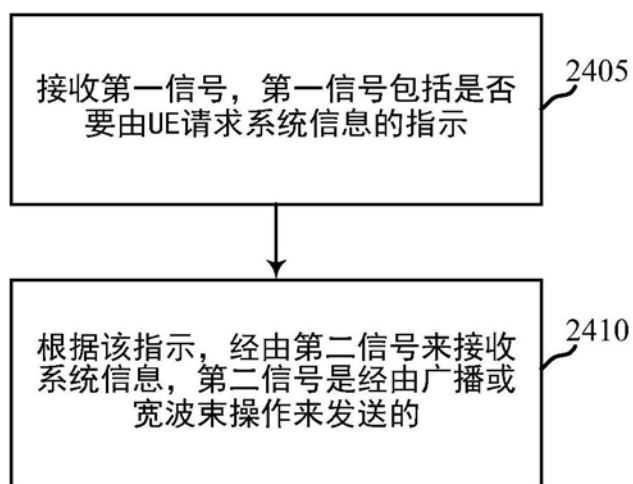 接收第一信号，第一信号包括是否
要由UE请求系统信息的指示
2405
根据该指示，经由第二信号来接收
系统信息，第二信号是经由广播或
宽波束操作来发送的
2410